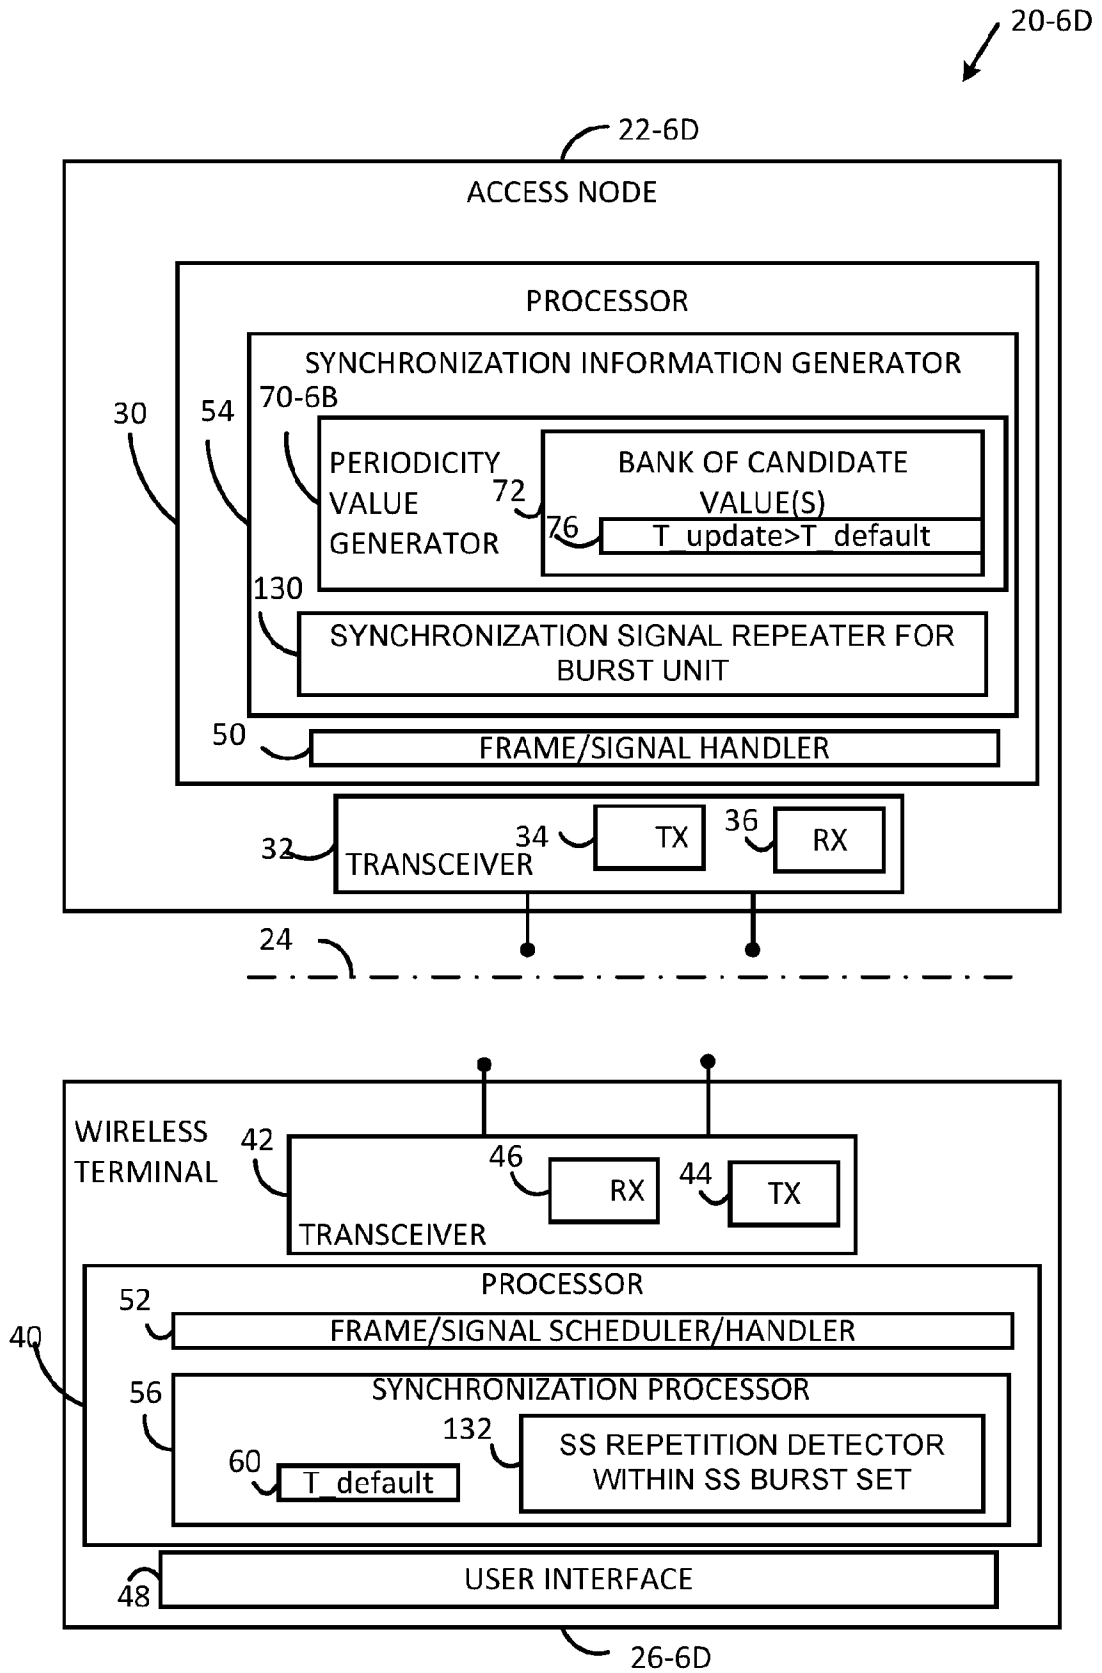 20-6D
22-6D
ACCESS NODE
PROCESSOR
SYNCHRONIZATION INFORMATION GENERATOR
70-6B
30
54
PERIODICITY
VALUE
GENERATOR
72
BANK OF CANDIDATE
VALUE(S)
76
T_update>T_default
130
SYNCHRONIZATION SIGNAL REPEATER FOR
BURST UNIT
50
FRAME/SIGNAL HANDLER
32
TRANSCEIVER
34
TX
36
RX
24
WIRELESS
TERMINAL
42
TRANSCEIVER
46
RX
44
TX
PROCESSOR
52
FRAME/SIGNAL SCHEDULER/HANDLER
40
56
SYNCHRONIZATION PROCESSOR
60
T_default
132
SS REPETITION DETECTOR
WITHIN SS BURST SET
48
USER INTERFACE
26-6D